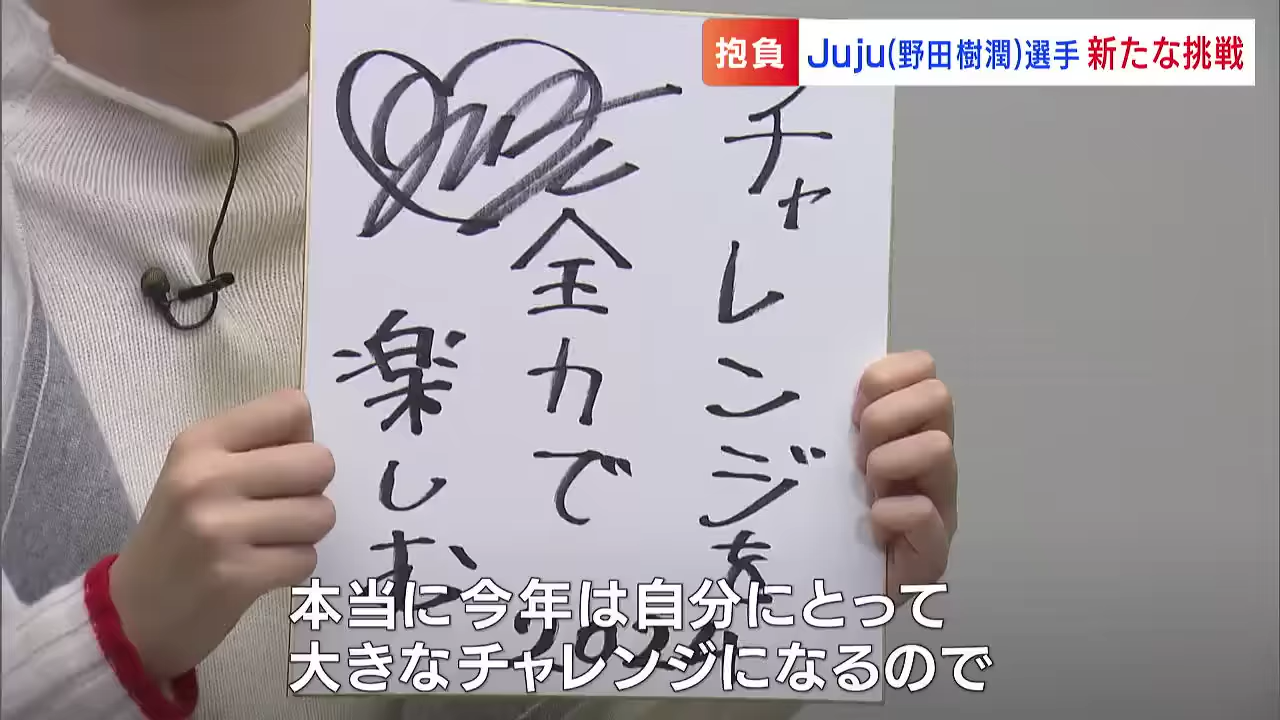 抱負
Juju(野田樹潤)選手 新たな挑戦
チャレンジを
全力で
楽しむ
2024
本当に今年は自分にとって
大きなチャレンジになるので